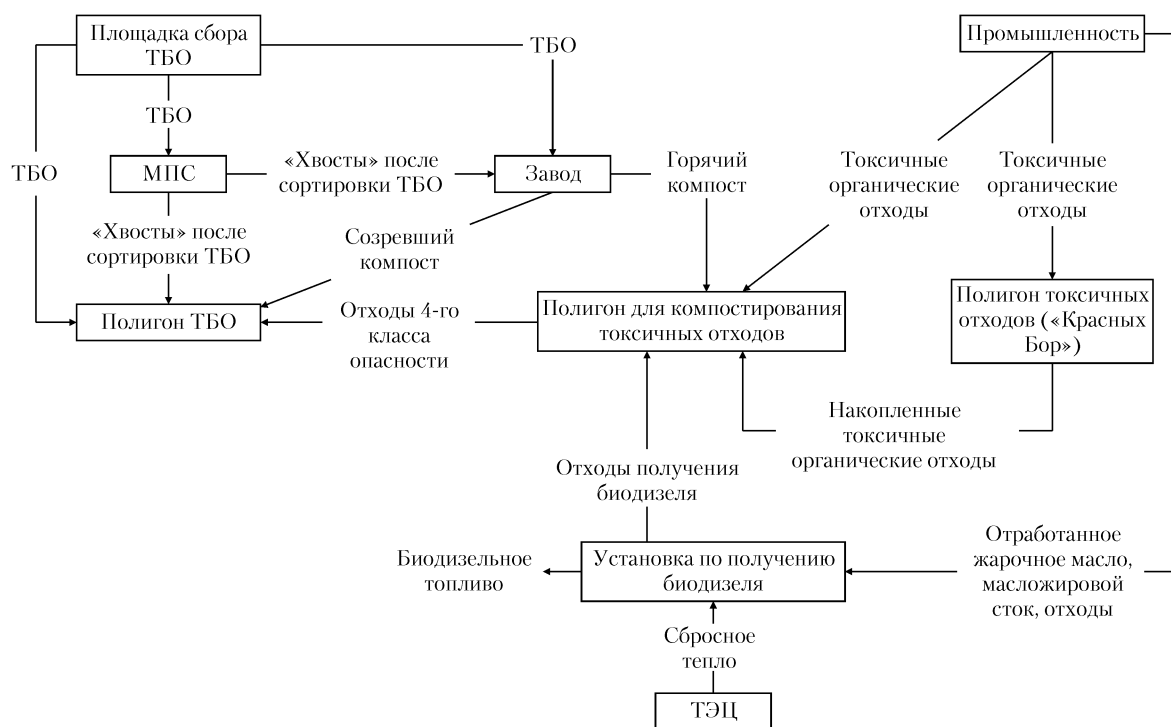 Площадка сбора
ТБО
ТБО
Промышленность
ТБО
ТБО
МПС
«Хвосты» после
сортировки ТБО
Завод
Горячий
компост
Токсичные
органические
отходы
Токсичные
органические
отходы
«Хвосты» после
сортировки ТБО
Созревший
компост
Полигон ТБО
Отходы 4-го
класса
опасности
Полигон для компостирования
токсичных отходов
Полигон токсичных
отходов («Красных
Бор»)
Накопленные
токсичные
органические отходы
Отходы получения
биодизеля
Биодизельное
топливо
Установка по получению
биодизеля
Отработанное
жарочное масло,
масложировой
сток, отходы
Сбросное
тепло
ТЭЦ